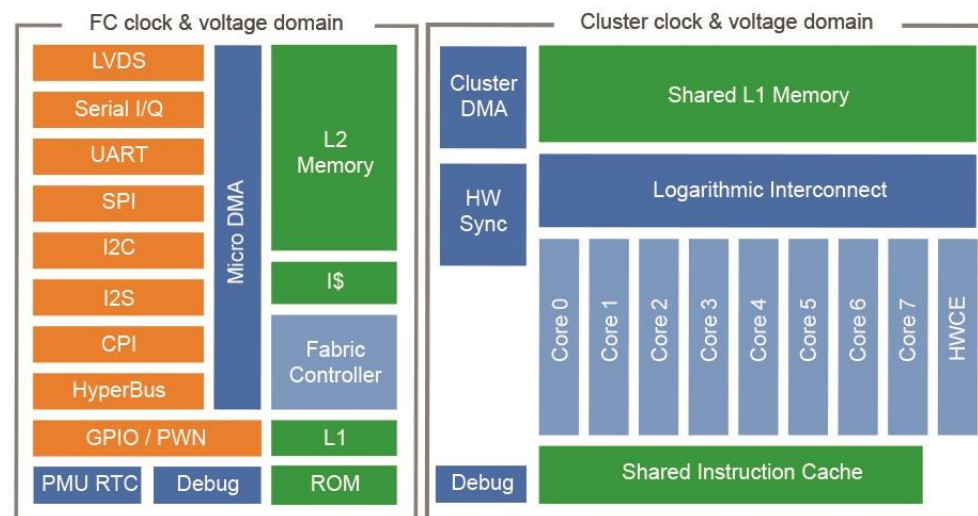 FC clock & voltage domain
LVDS
Serial I/Q
UART
SPI
I2C
I2S
CPI
HyperBus
GPIO / PWN
PMU RTC
Debug
Micro DMA
L2
Memory
I$
Fabric
Controller
L1
ROM
Cluster clock & voltage domain
Cluster
DMA
HW
Sync
Debug
Shared L1 Memory
Logarithmic Interconnect
Core 0
Core 1
Core 2
Core 3
Core 4
Core 5
Core 6
Core 7
HWCE
Shared Instruction Cache